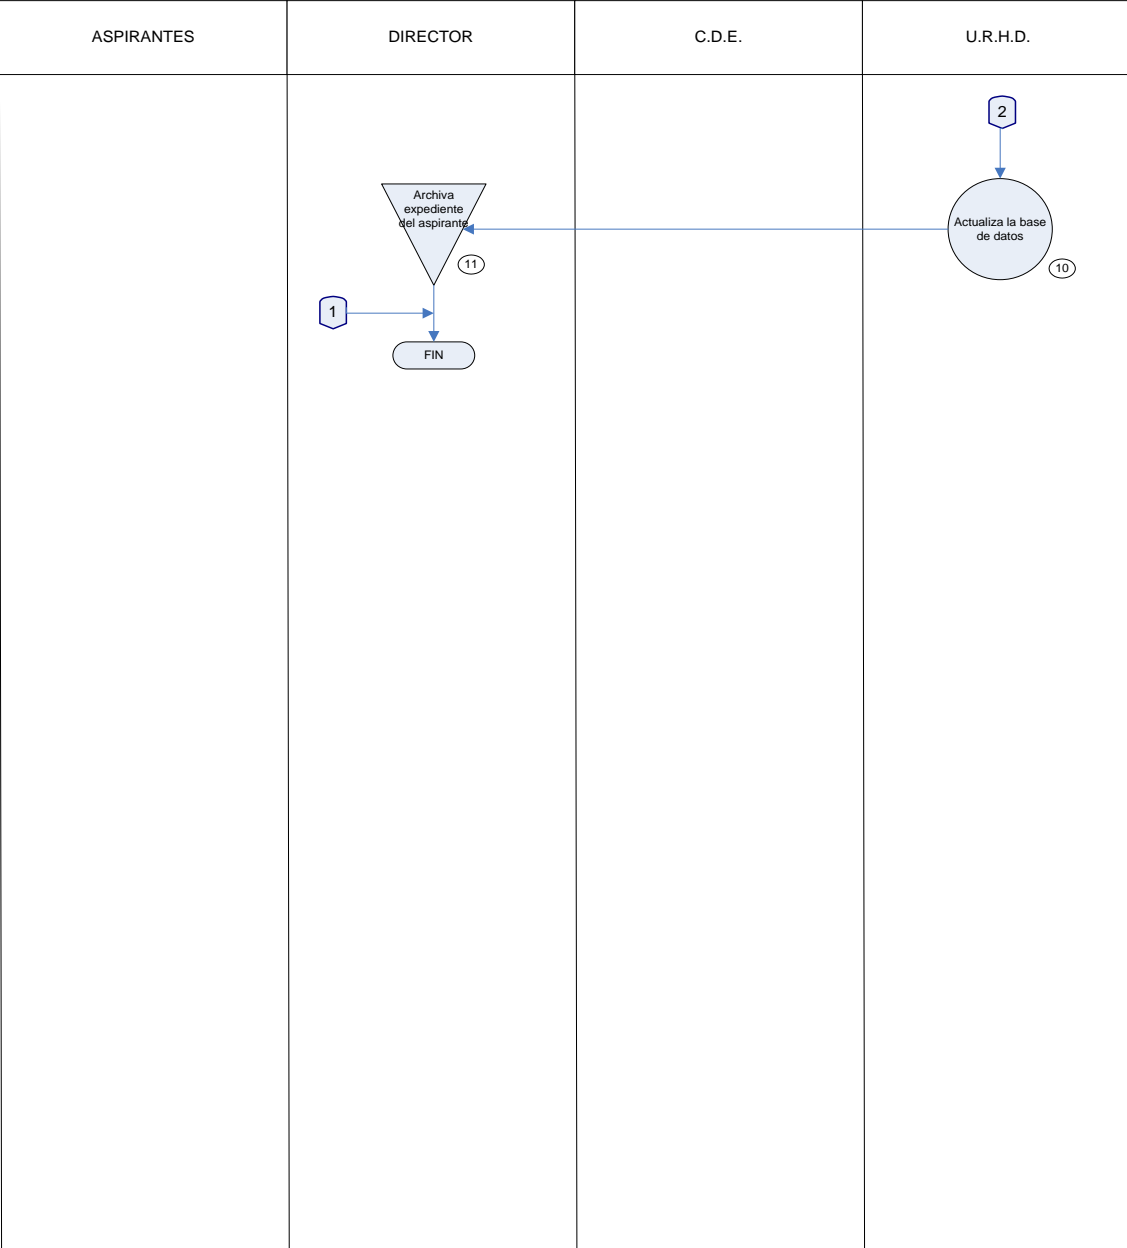 ASPIRANTES
DIRECTOR
C.D.E.
U.R.H.D.
2
Archiva
expediente
del aspirante
11
Actualiza la base
de datos
10
1
FIN